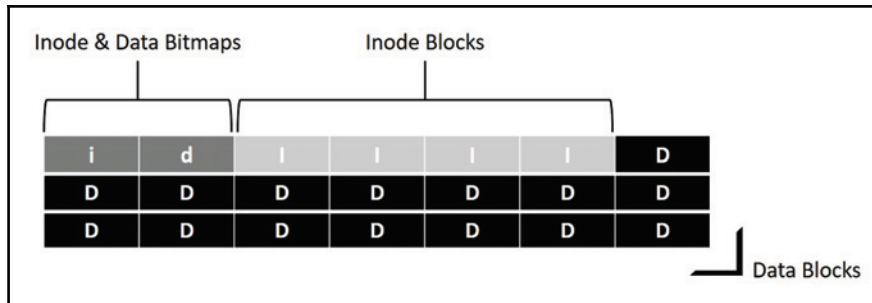 Inode & Data Bitmaps Inode Blocks
i d I I I I D
D D D D D D D
D D D D D D D
Data Blocks